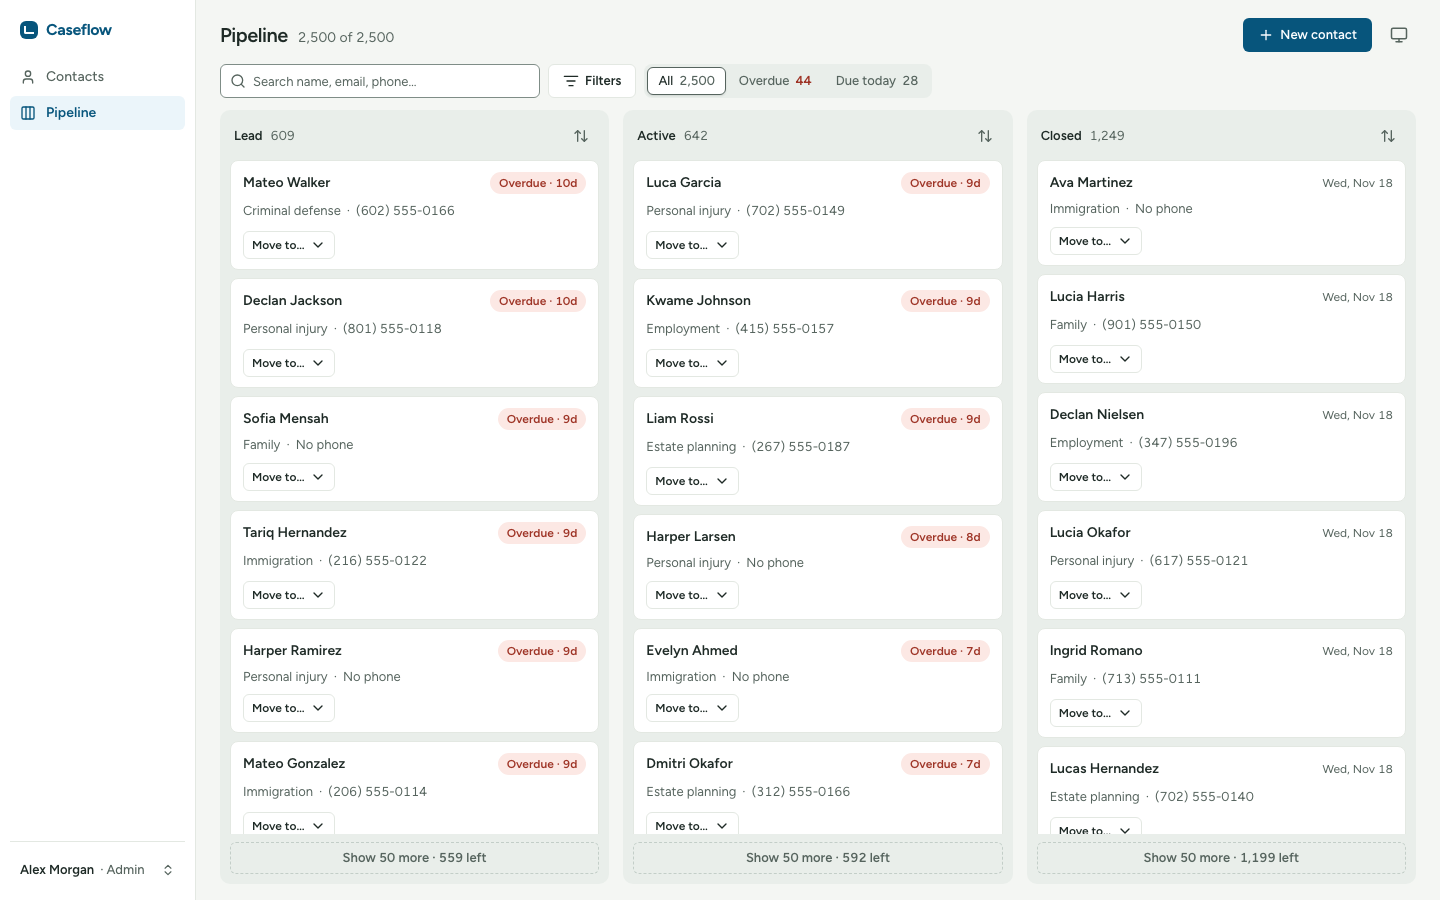 Caseflow
Contacts
Pipeline
Alex Morgan · Admin
Pipeline 2,500 of 2,500
New contact
Search name, email, phone...
Filters
All 2,500
Overdue 44
Due today 28
Lead 609
Mateo Walker
Overdue · 10d
Criminal defense · (602) 555-0166
Move to...
Declan Jackson
Overdue · 10d
Personal injury · (801) 555-0118
Move to...
Sofia Mensah
Overdue · 9d
Family · No phone
Move to...
Tariq Hernandez
Overdue · 9d
Immigration · (216) 555-0122
Move to...
Harper Ramirez
Overdue · 9d
Personal injury · No phone
Move to...
Mateo Gonzalez
Overdue · 9d
Immigration · (206) 555-0114
Move to...
Show 50 more · 559 left
Active 642
Luca Garcia
Overdue · 9d
Personal injury · (702) 555-0149
Move to...
Kwame Johnson
Overdue · 9d
Employment · (415) 555-0157
Move to...
Liam Rossi
Overdue · 9d
Estate planning · (267) 555-0187
Move to...
Harper Larsen
Overdue · 8d
Personal injury · No phone
Move to...
Evelyn Ahmed
Overdue · 7d
Immigration · No phone
Move to...
Dmitri Okafor
Overdue · 7d
Estate planning · (312) 555-0166
Move to...
Show 50 more · 592 left
Closed 1,249
Ava Martinez
Wed, Nov 18
Immigration · No phone
Move to...
Lucia Harris
Wed, Nov 18
Family · (901) 555-0150
Move to...
Declan Nielsen
Wed, Nov 18
Employment · (347) 555-0196
Move to...
Lucia Okafor
Wed, Nov 18
Personal injury · (617) 555-0121
Move to...
Ingrid Romano
Wed, Nov 18
Family · (713) 555-0111
Move to...
Lucas Hernandez
Wed, Nov 18
Estate planning · (702) 555-0140
Move to...
Show 50 more · 1,199 left